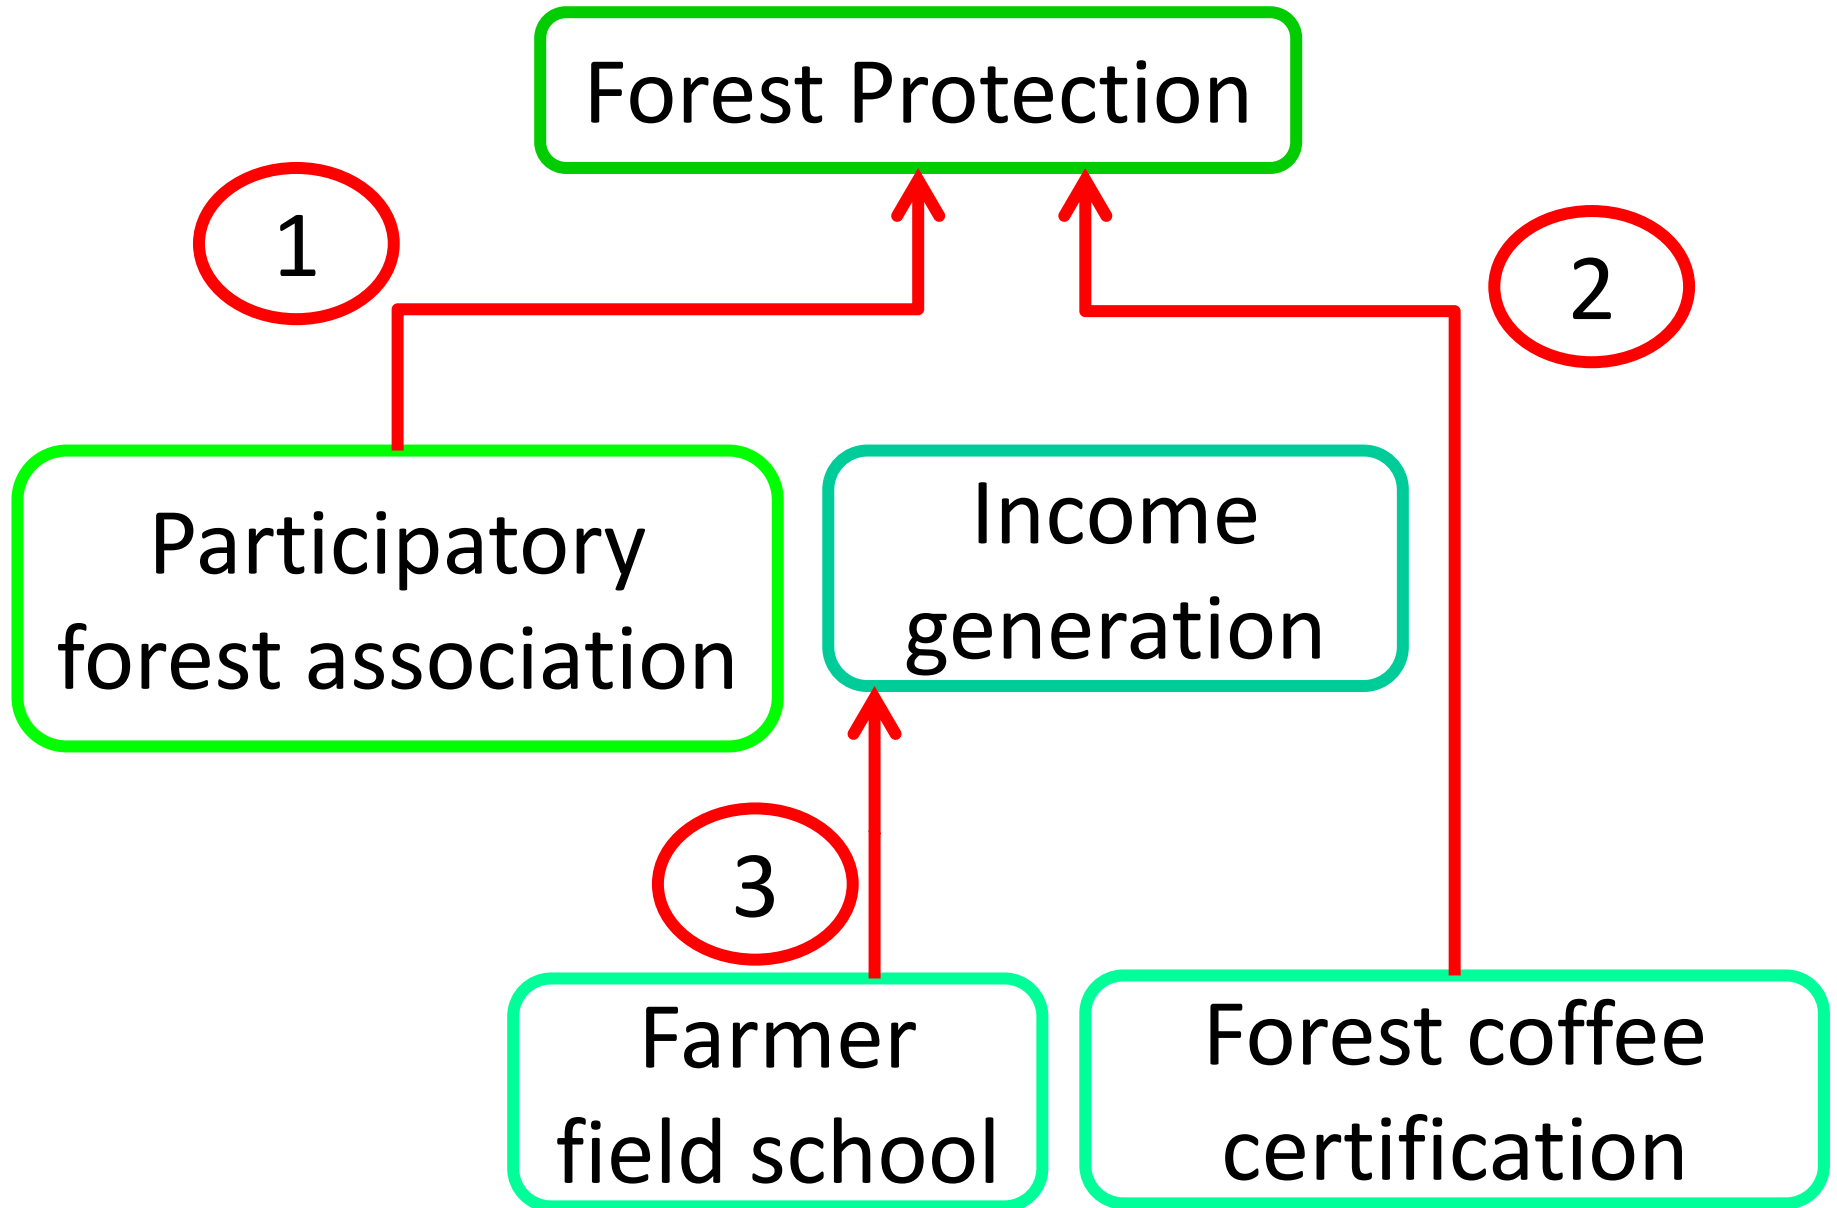 Forest Protection
1
2
Participatory
forest association
Income
generation
3
Farmer
field school
Forest coffee
certification